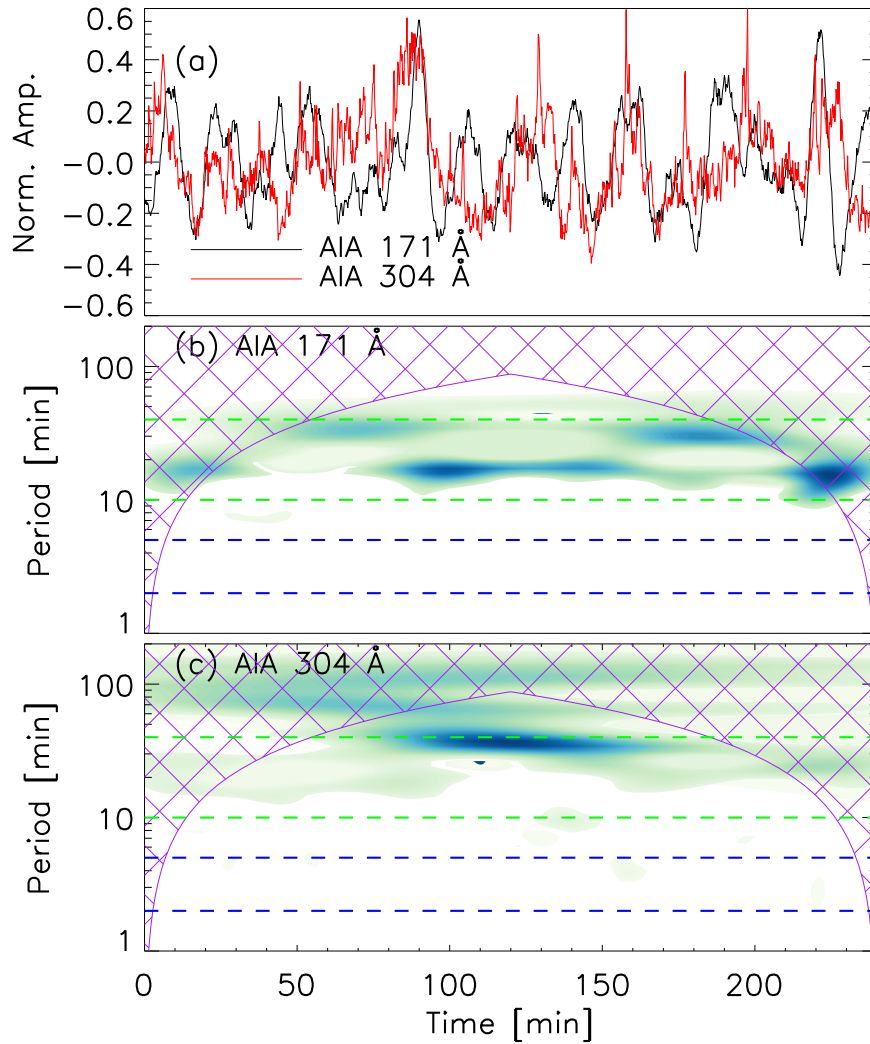 0.6
(a)
0.4
0.2
Norm. Amp.
-0.0
-0.2
AIA 171 Å
AIA 304 Å
-0.4
-0.6
(b) AIA 171 Å
100
Period [min]
10
1
(c) AIA 304 Å
100
Period [min]
10
1
0 50 100 150 200
Time [min]